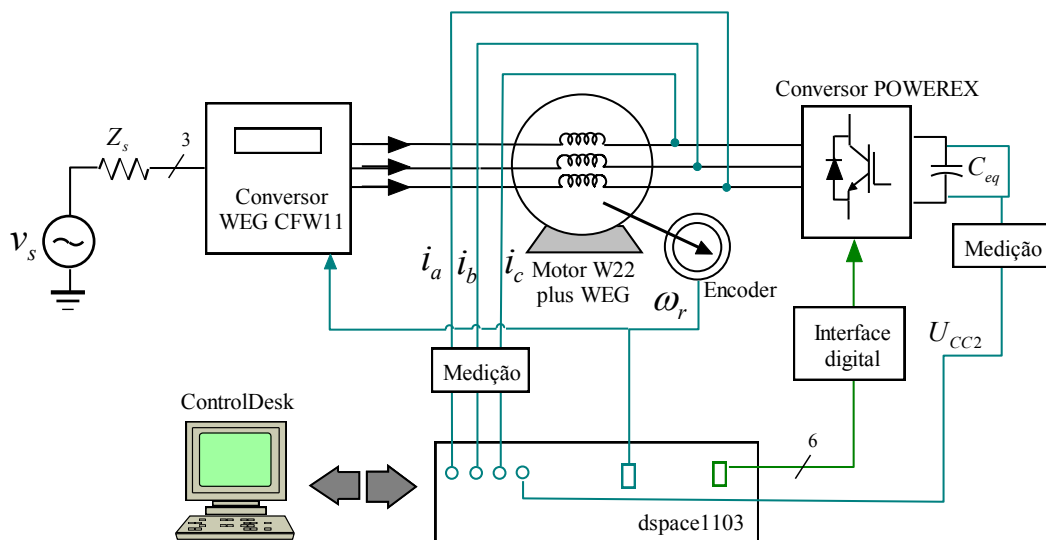 Conversor POWEREX
Z_s
3
Conversor
WEG CFW11
C_eq
v_s
i_a
i_b
i_c
Motor W22
plus WEG
Encoder
ω_r
Medição
Interface
digital
U_CC2
Medição
ControlDesk
6
dspace1103